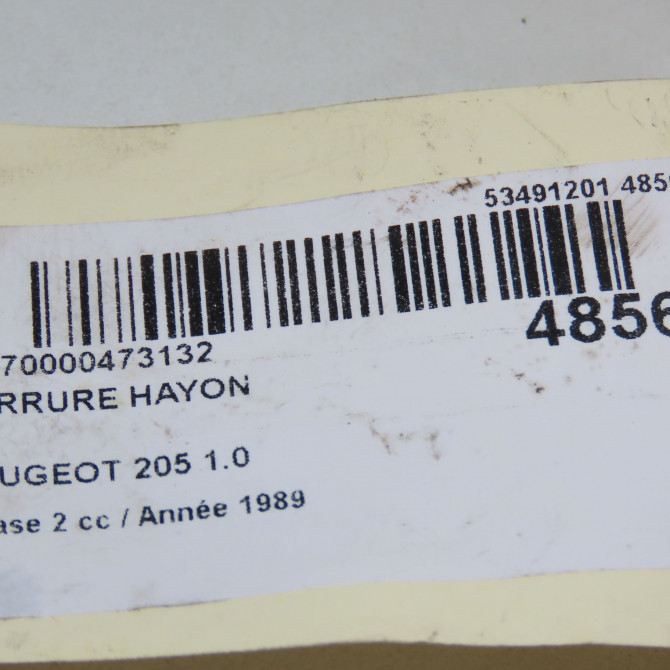 53491201 485
4856
70000473132
RRURE HAYON
UGEOT 205 1.0
ase 2 cc / Année 1989